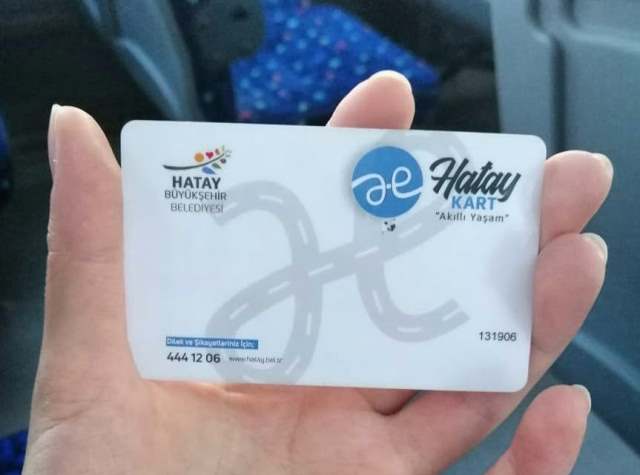 HATAY
BÜYÜKŞEHİR
BELEDİYESİ
Hatay
KART
"Akıllı Yaşam"
131906
Dilek ve Şikayetleriniz İçin;
444 12 06 www.hatay.bel.tr